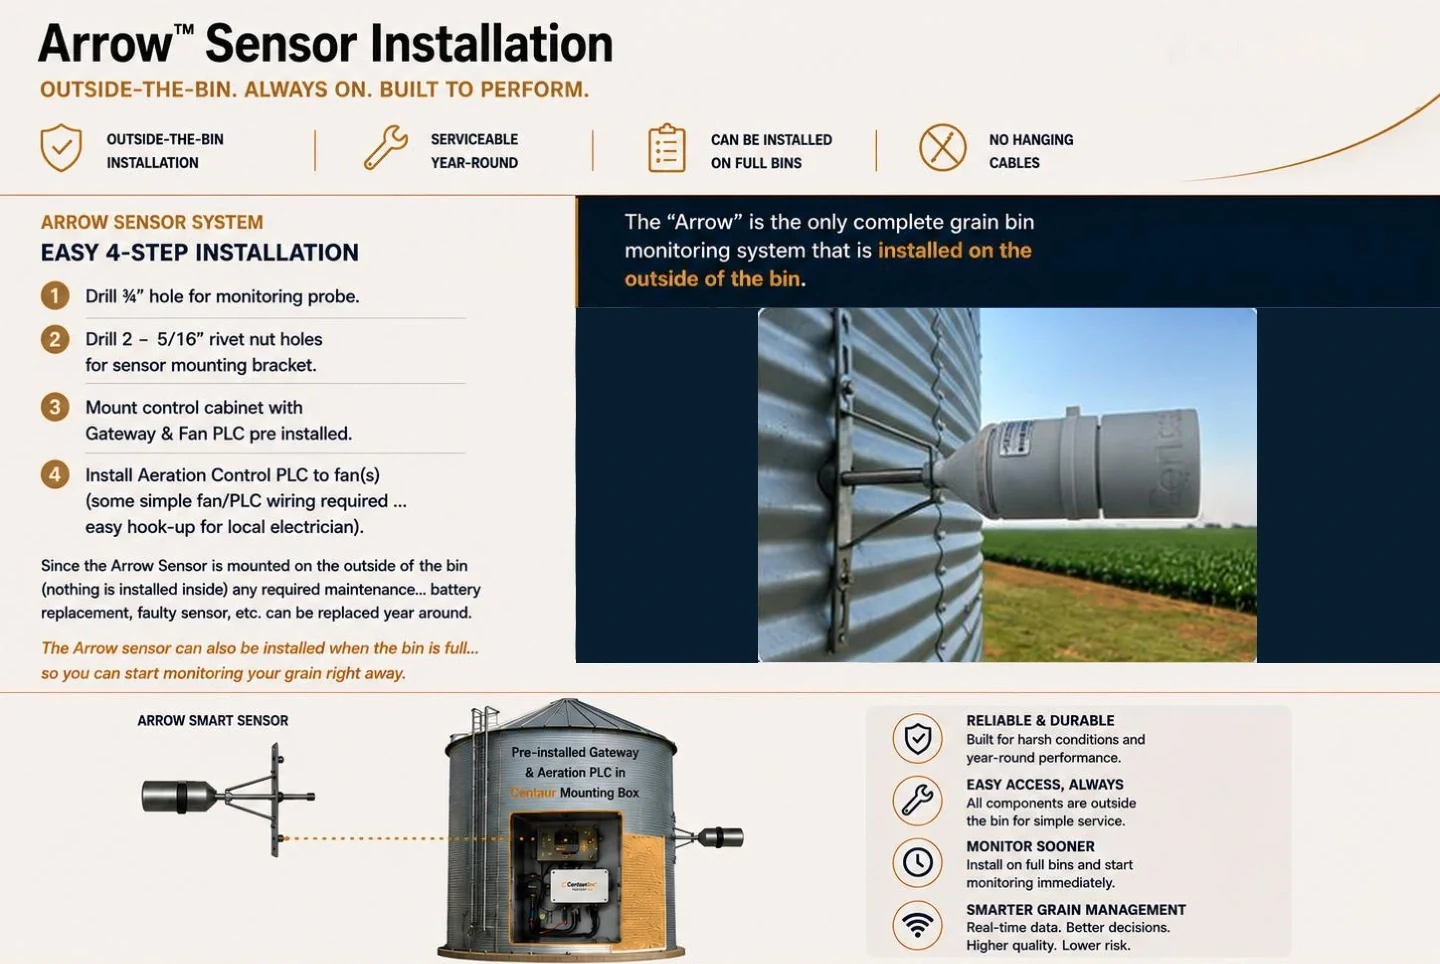 Arrow™ Sensor Installation
OUTSIDE-THE-BIN. ALWAYS ON. BUILT TO PERFORM.
OUTSIDE-THE-BIN
INSTALLATION
SERVICEABLE
YEAR-ROUND
CAN BE INSTALLED
ON FULL BINS
NO HANGING
CABLES
ARROW SENSOR SYSTEM
EASY 4-STEP INSTALLATION
1 Drill ¾” hole for monitoring probe.
2 Drill 2 – 5/16” rivet nut holes
for sensor mounting bracket.
3 Mount control cabinet with
Gateway & Fan PLC pre installed.
4 Install Aeration Control PLC to fan(s)
(some simple fan/PLC wiring required ...
easy hook-up for local electrician).
Since the Arrow Sensor is mounted on the outside of the bin
(nothing is installed inside) any required maintenance... battery
replacement, faulty sensor, etc. can be replaced year around.
The Arrow sensor can also be installed when the bin is full...
so you can start monitoring your grain right away.
The “Arrow” is the only complete grain bin
monitoring system that is installed on the
outside of the bin.
ARROW SMART SENSOR
Pre-installed Gateway
& Aeration PLC in
Centaur Mounting Box
RELIABLE & DURABLE
Built for harsh conditions and
year-round performance.
EASY ACCESS, ALWAYS
All components are outside
the bin for simple service.
MONITOR SOONER
Install on full bins and start
monitoring immediately.
SMARTER GRAIN MANAGEMENT
Real-time data. Better decisions.
Higher quality. Lower risk.